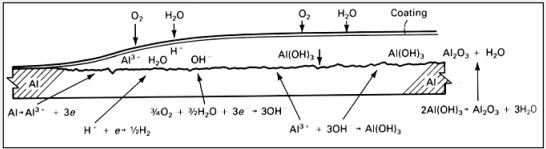 O₂ H₂O O₂ H₂O Coating
H⁻
Al³⁺ H₂O OH⁻ Al(OH)₃ Al(OH)₃ Al₂O₃ + H₂O
Al Al
Al→Al³⁺ + 3e⁻ ¾O₂ + ³⁄₂H₂O + 3e⁻ → 3OH⁻ 2Al(OH)₃→Al₂O₃ + 3H₂O
H⁺ + e→ ½H₂ Al³⁺ + 3OH⁻→Al(OH)₃